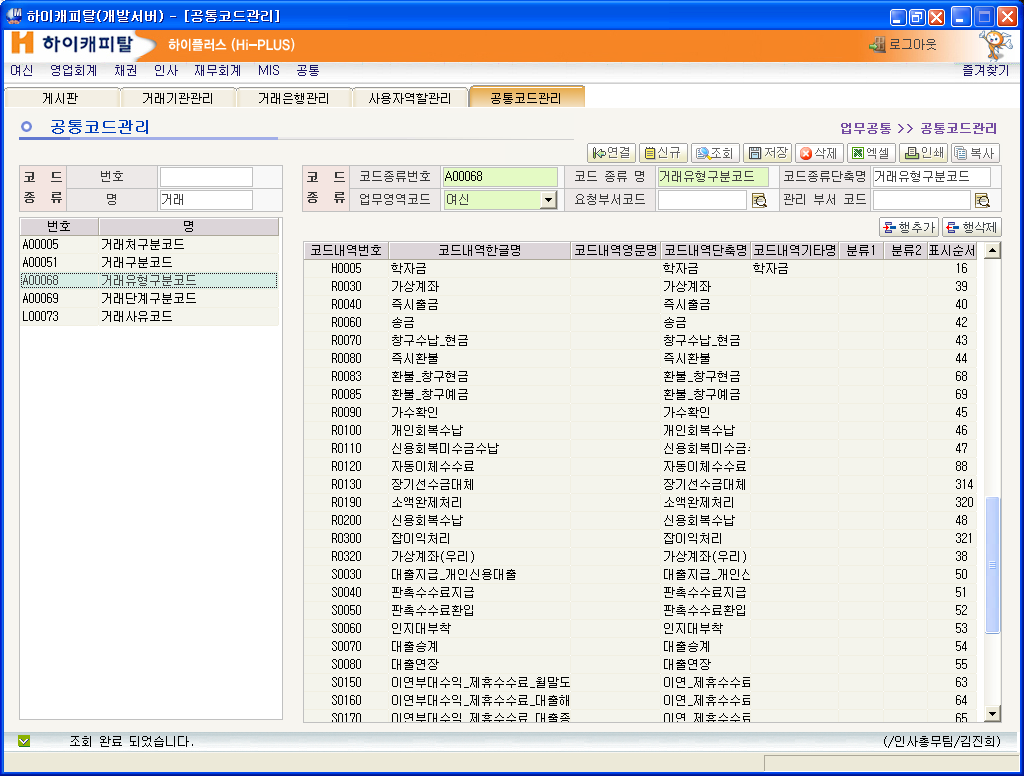 하이캐피탈(개발서버) - [공통코드관리]
하이캐피탈 하이플러스 (Hi-PLUS) 로그아웃
여신 영업회계 채권 인사 재무회계 MIS 공통 즐겨찾기
게시판 거래기관관리 거래은행관리 사용자역할관리 공통코드관리
공통코드관리 업무공통 >> 공통코드관리
연결 신규 조회 저장 삭제 엑셀 인쇄 복사
코 드 번호 코 드 코드종류번호 A00068 코드 종류 명 거래유형구분코드 코드종류단축명 거래유형구분코드
종 류 명 거래 종 류 업무영역코드 여신 요청부서코드 관리 부서 코드
행추가 행삭제
번호 명
A00005 거래처구분코드
A00051 거래구분코드
A00068 거래유형구분코드
A00069 거래단계구분코드
L00073 거래사유코드
코드내역번호 코드내역한글명 코드내역영문명 코드내역단축명 코드내역기타명 분류1 분류2 표시순서
H0005 학자금 학자금 학자금 16
R0030 가상계좌 가상계좌 39
R0040 즉시출금 즉시출금 40
R0060 송금 송금 42
R0070 창구수납_현금 창구수납_현금 43
R0080 즉시환불 즉시환불 44
R0083 환불_창구현금 환불_창구현금 68
R0085 환불_창구예금 환불_창구예금 69
R0090 가수확인 가수확인 45
R0100 개인회복수납 개인회복수납 46
R0110 신용회복미수금수납 신용회복미수금 47
R0120 자동이체수수료 자동이체수수료 88
R0130 장기선수금대체 장기선수금대체 314
R0190 소액완제처리 소액완제처리 320
R0200 신용회복수납 신용회복수납 48
R0300 잡이익처리 잡이익처리 321
R0320 가상계좌(우리) 가상계좌(우리) 38
S0030 대출지급_개인신용대출 대출지급_개인신 50
S0040 판촉수수료지급 판촉수수료지급 51
S0050 판촉수수료환입 판촉수수료환입 52
S0060 인지대부착 인지대부착 53
S0070 대출승계 대출승계 54
S0080 대출연장 대출연장 55
S0150 이연부대수익_제휴수수료_월말도 이연_제휴수수료 63
S0160 이연부대수익_제휴수수료_대출해 이연_제휴수수료 64
S0170 이연부대수익_제휴수수료_대출종 이연_제휴수수료 65
조회 완료 되었습니다. (/인사총무팀/김진희)